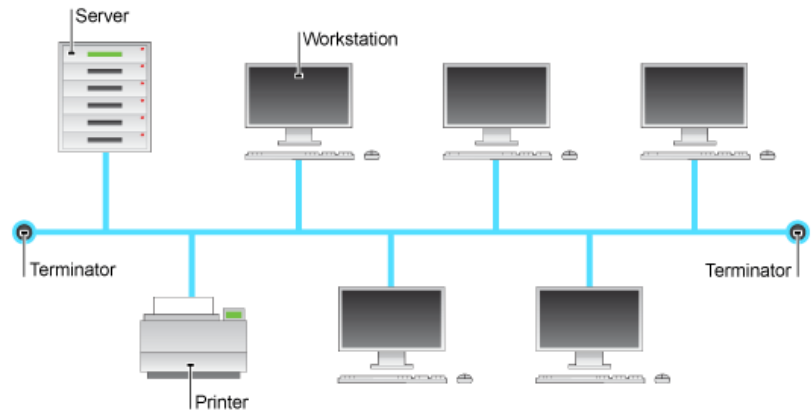 Server
Workstation
Terminator
Terminator
Printer